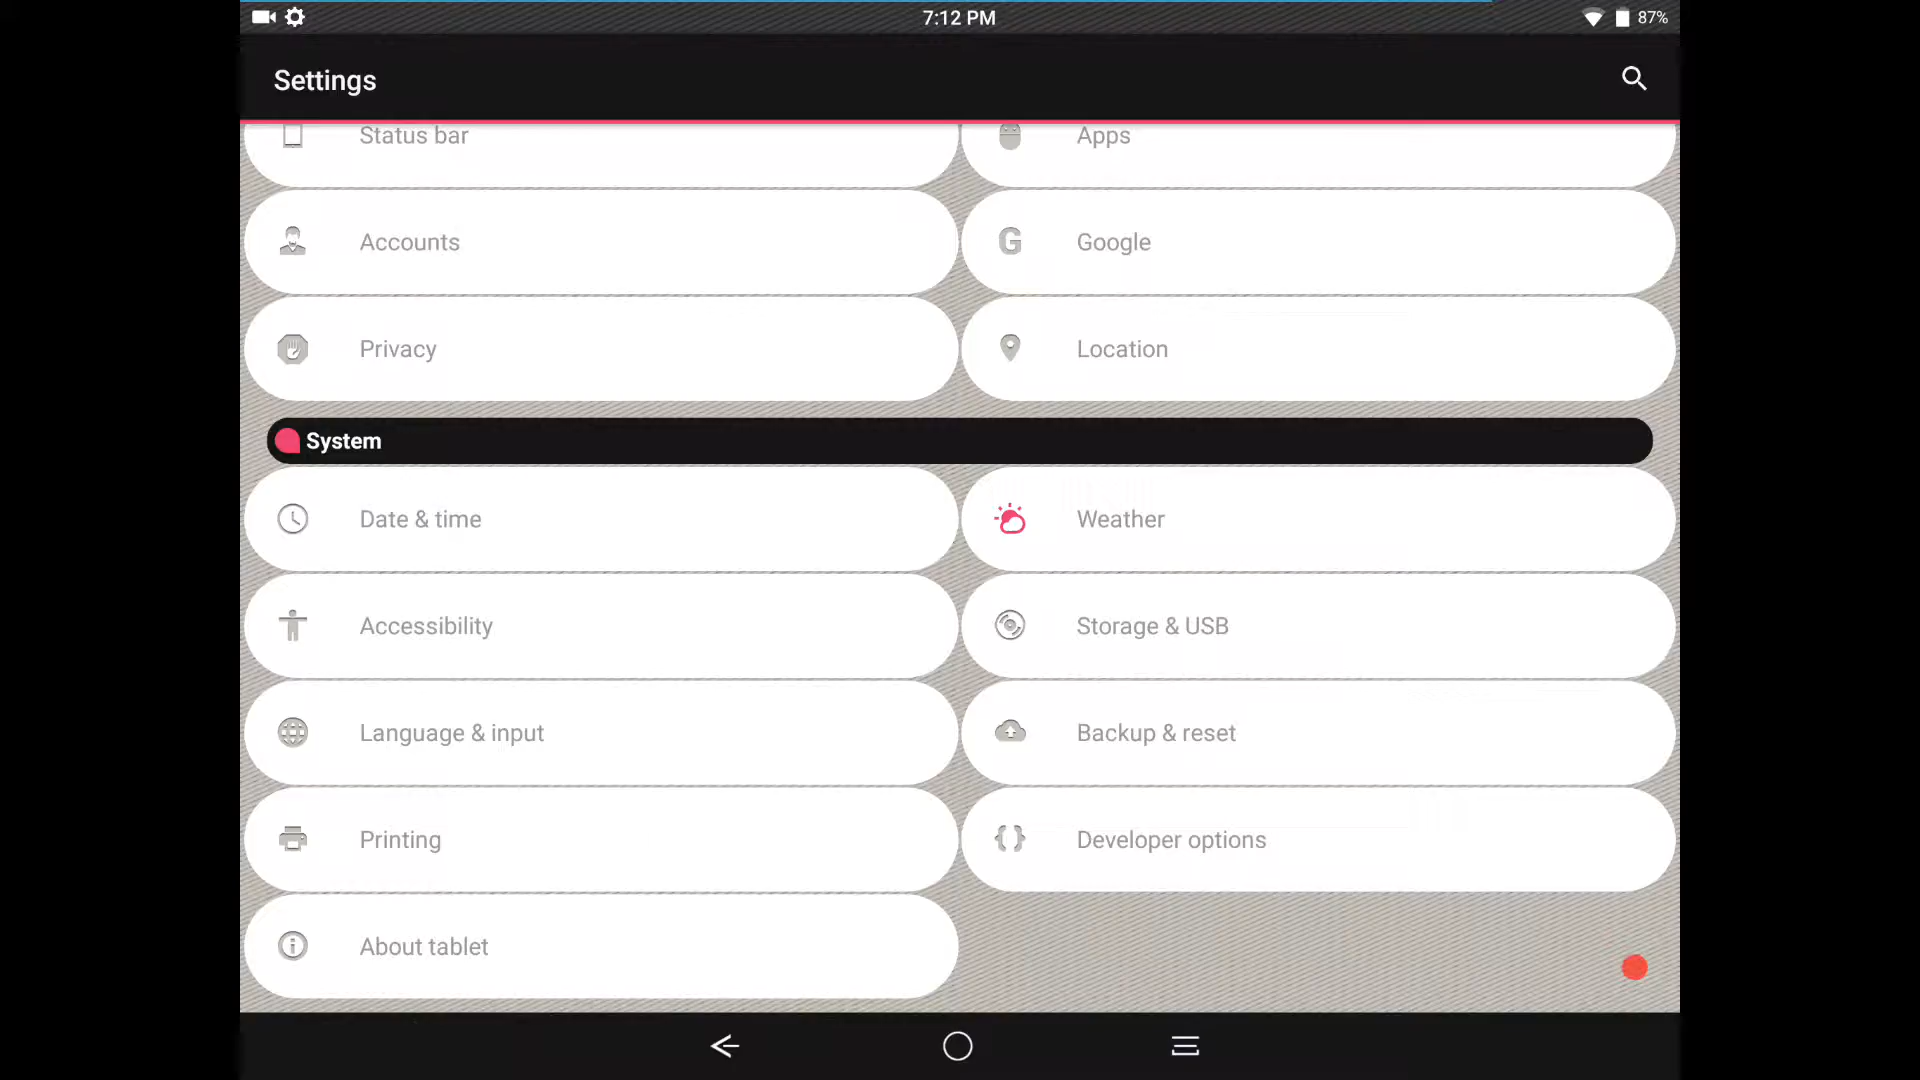 7:12 PM
87%
Settings
Status bar
Apps
Accounts
Google
Privacy
Location
System
Date & time
Weather
Accessibility
Storage & USB
Language & input
Backup & reset
Printing
Developer options
About tablet